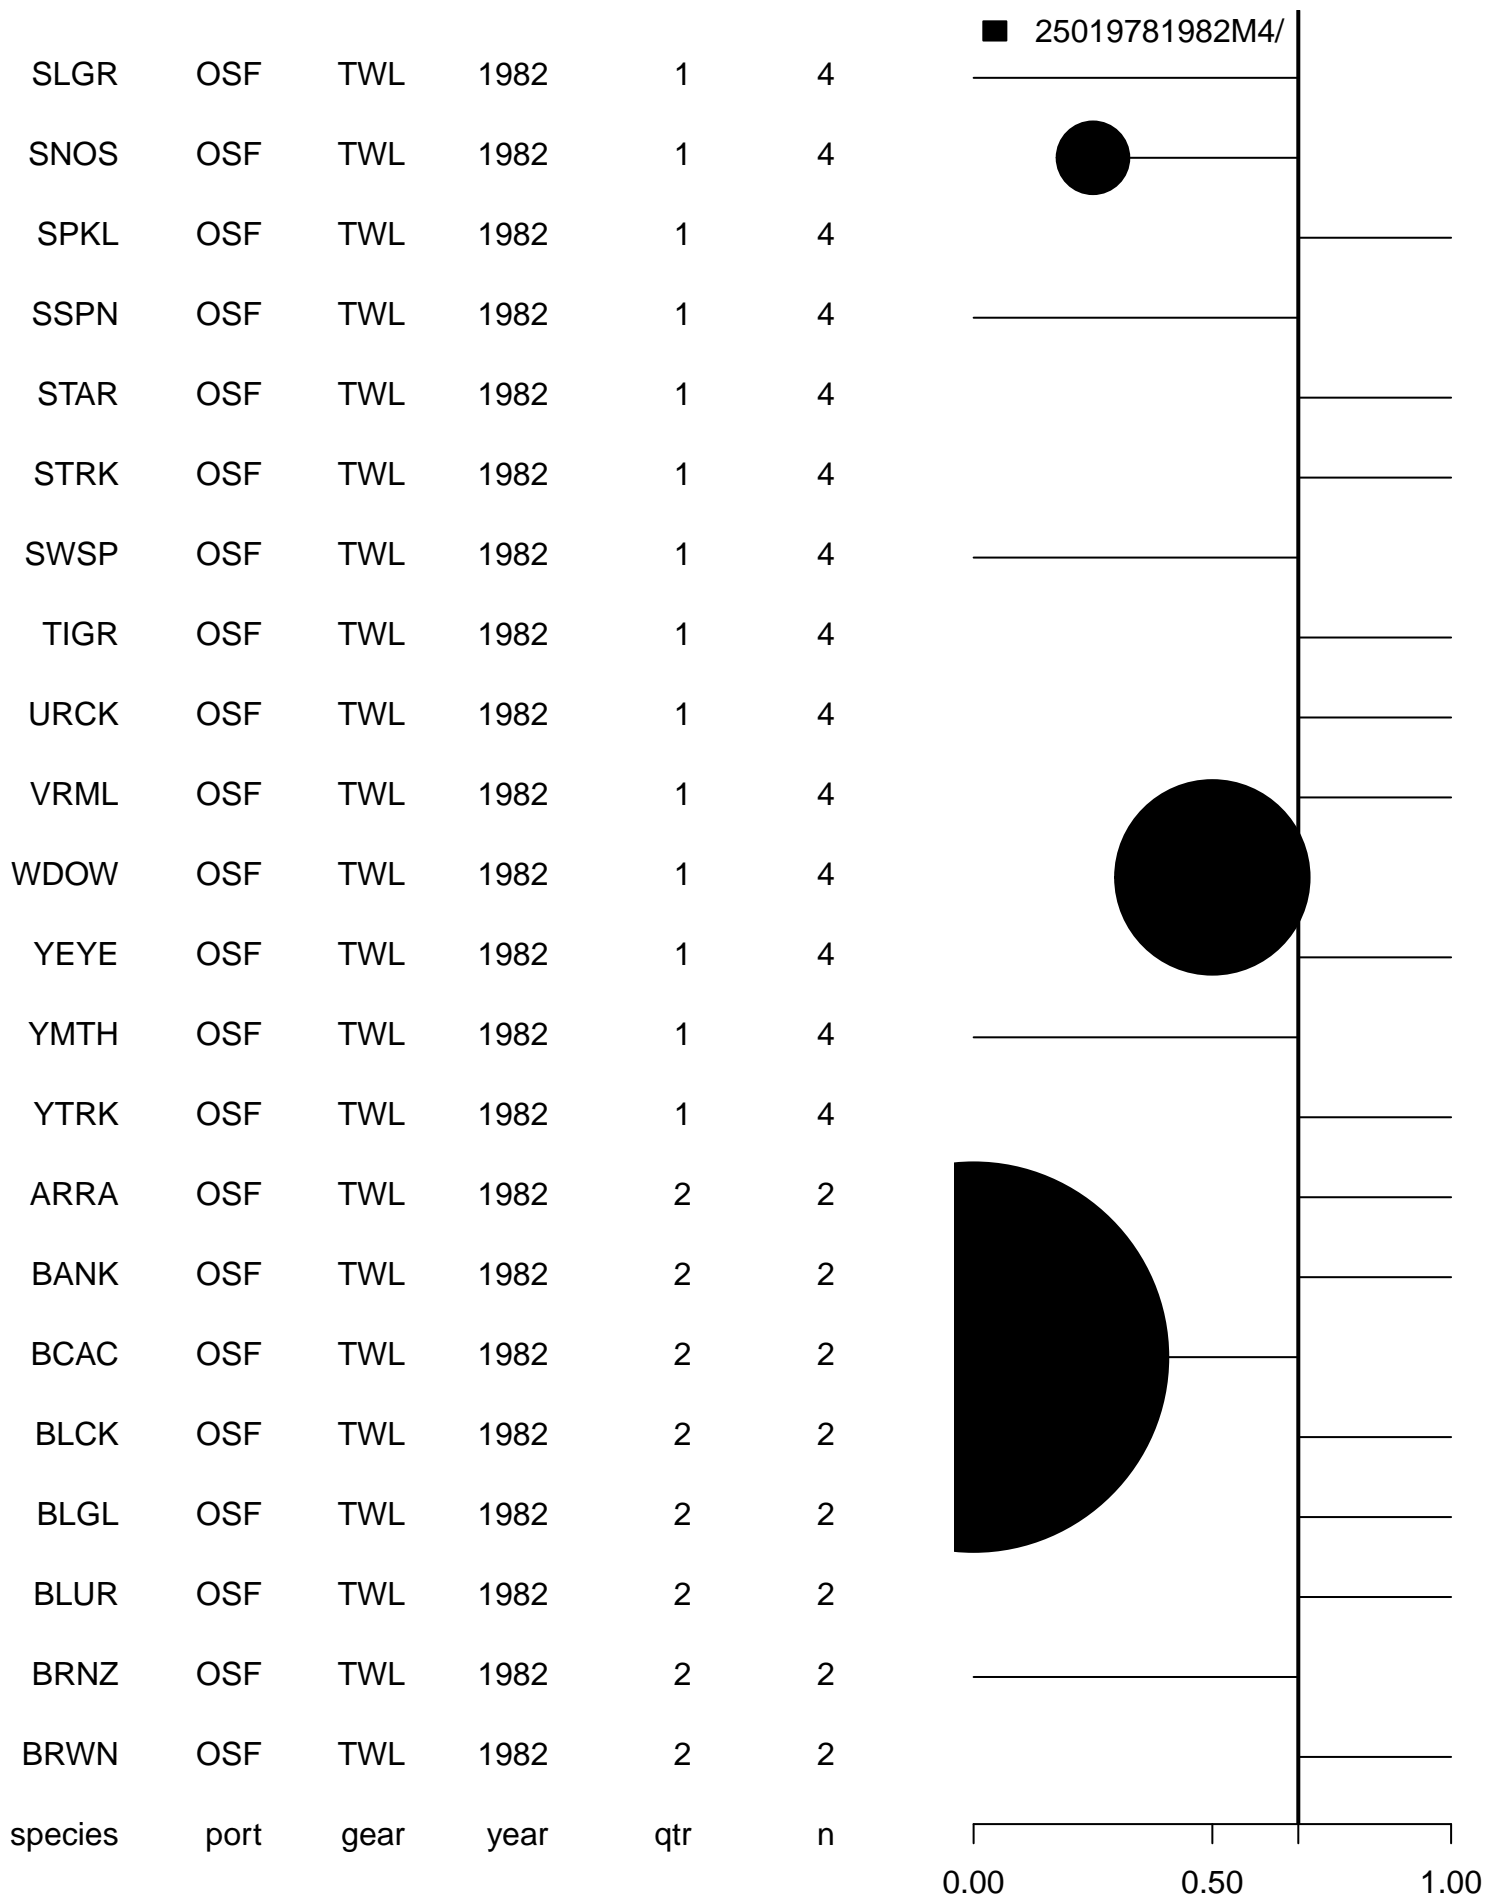 25019781982M4/
SLGR OSF TWL 1982 1 4
SNOS OSF TWL 1982 1 4
SPKL OSF TWL 1982 1 4
SSPN OSF TWL 1982 1 4
STAR OSF TWL 1982 1 4
STRK OSF TWL 1982 1 4
SWSP OSF TWL 1982 1 4
TIGR OSF TWL 1982 1 4
URCK OSF TWL 1982 1 4
VRML OSF TWL 1982 1 4
WDOW OSF TWL 1982 1 4
YEYE OSF TWL 1982 1 4
YMTH OSF TWL 1982 1 4
YTRK OSF TWL 1982 1 4
ARRA OSF TWL 1982 2 2
BANK OSF TWL 1982 2 2
BCAC OSF TWL 1982 2 2
BLCK OSF TWL 1982 2 2
BLGL OSF TWL 1982 2 2
BLUR OSF TWL 1982 2 2
BRNZ OSF TWL 1982 2 2
BRWN OSF TWL 1982 2 2
species port gear year qtr n
0.00 0.50 1.00